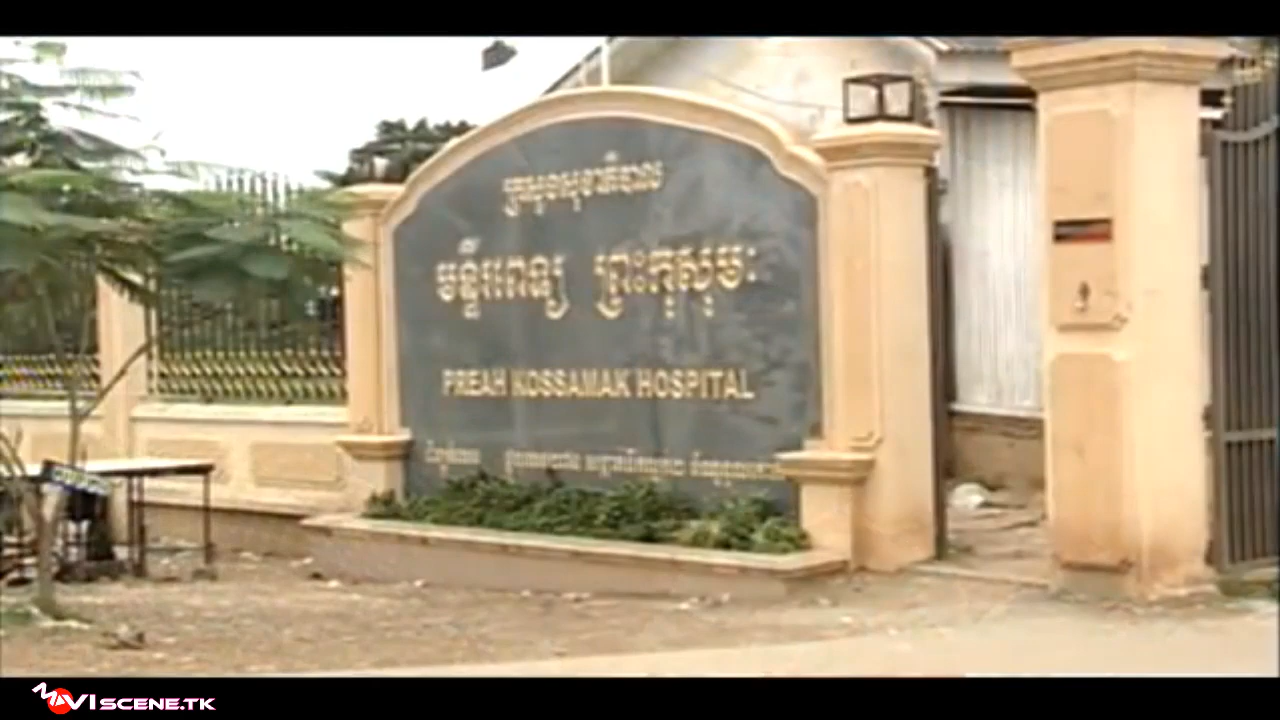 ក្រសួងសុខាភិបាល
មន្ទីរពេទ្យ ព្រះកុសុមៈ
PREAH KOSSAMAK HOSPITAL
MAVISCENE.TK